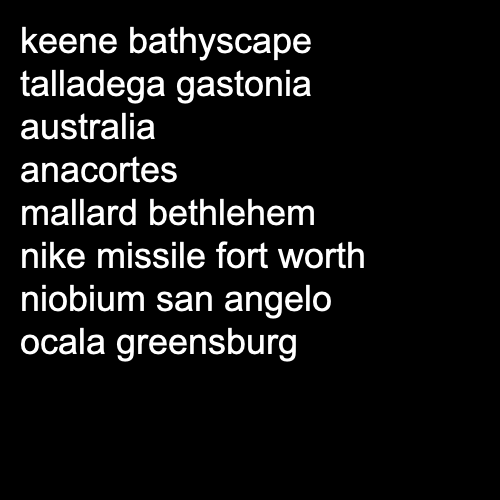 keene bathyscape
talladega gastonia
australia
anacortes
mallard bethlehem
nike missile fort worth
niobium san angelo
ocala greensburg